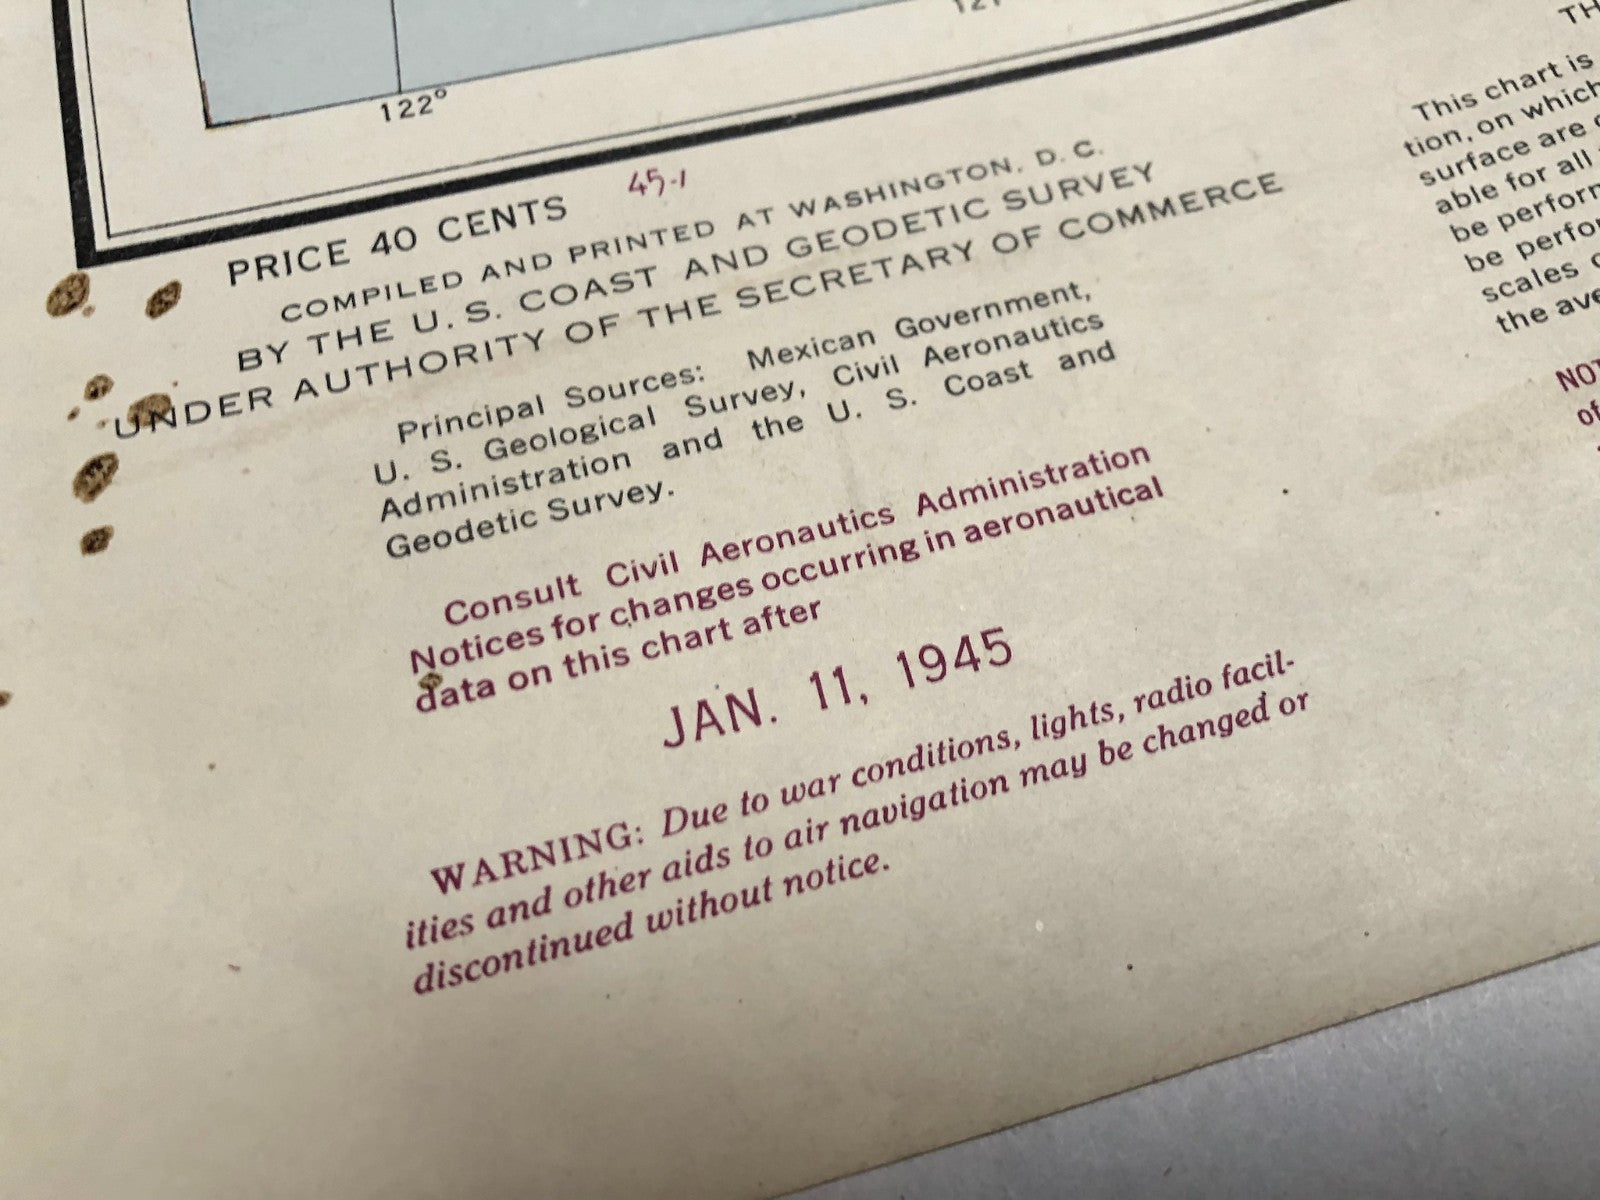 122°
PRICE 40 CENTS 45-1
COMPILED AND PRINTED AT WASHINGTON, D. C.
BY THE U. S. COAST AND GEODETIC SURVEY
UNDER AUTHORITY OF THE SECRETARY OF COMMERCE
Principal Sources: Mexican Government,
U. S. Geological Survey, Civil Aeronautics
Administration and the U. S. Coast and
Geodetic Survey.
Consult Civil Aeronautics Administration
Notices for changes occurring in aeronautical
data on this chart after
JAN. 11, 1945
WARNING: Due to war conditions, lights, radio facil-
ities and other aids to air navigation may be changed or
discontinued without notice.
This chart is
tion, on which
surface are
able for all
be perform
be perfor
scales
the ave
NOT
of